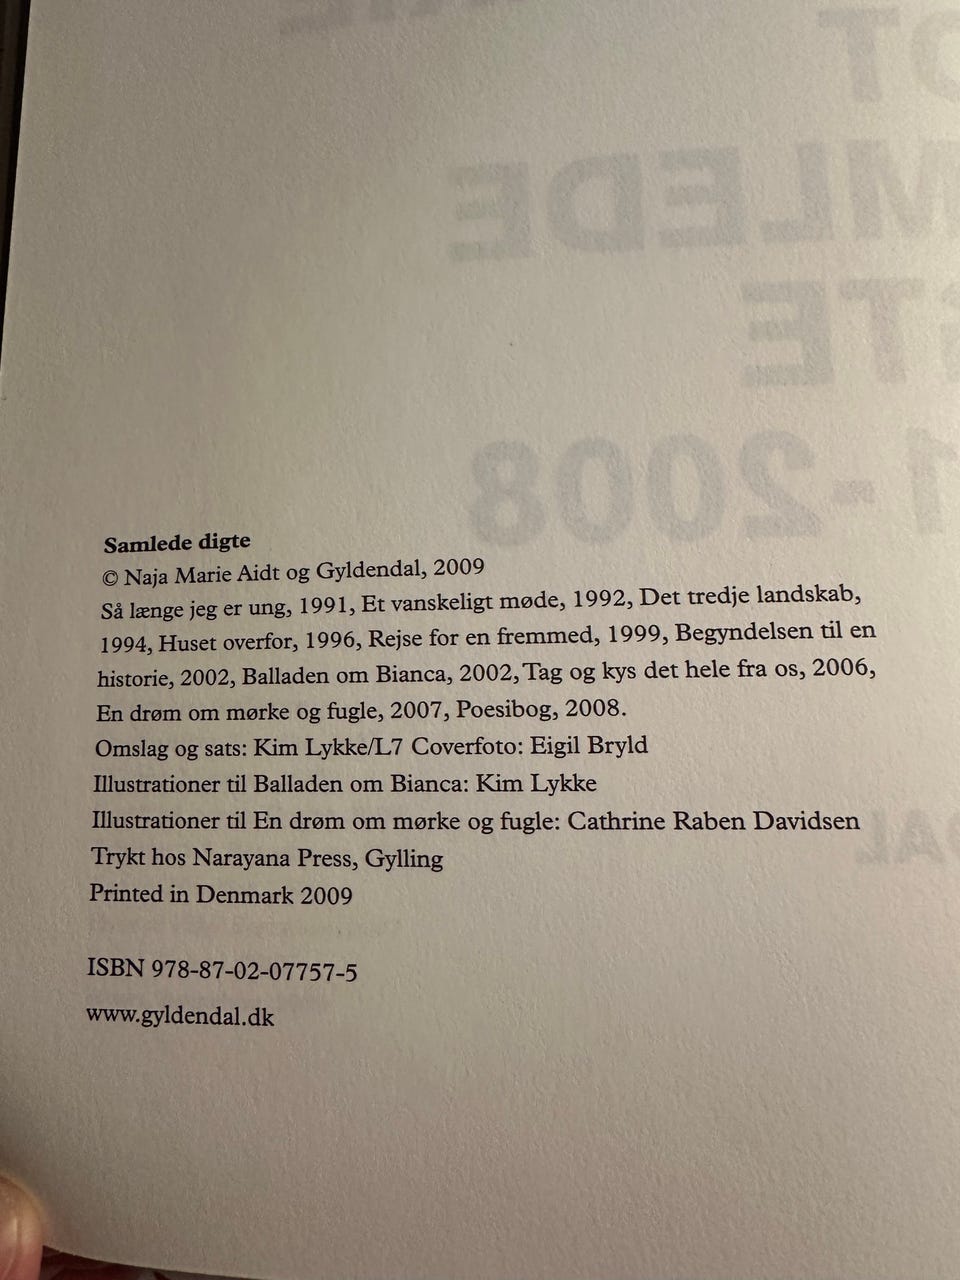 Samlede digte
© Naja Marie Aidt og Gyldendal, 2009
Så længe jeg er ung, 1991, Et vanskeligt møde, 1992, Det tredje landskab,
1994, Huset overfor, 1996, Rejse for en fremmed, 1999, Begyndelsen til en
historie, 2002, Balladen om Bianca, 2002, Tag og kys det hele fra os, 2006,
En drøm om mørke og fugle, 2007, Poesibog, 2008.
Omslag og sats: Kim Lykke/L7 Coverfoto: Eigil Bryld
Illustrationer til Balladen om Bianca: Kim Lykke
Illustrationer til En drøm om mørke og fugle: Cathrine Raben Davidsen
Trykt hos Narayana Press, Gylling
Printed in Denmark 2009
ISBN 978-87-02-07757-5
www.gyldendal.dk